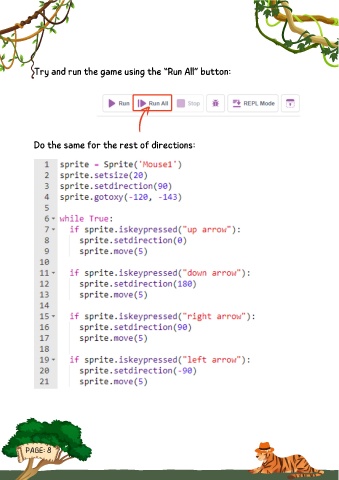 Try and run the game using the "Run All" button:
Run Run All Stop REPL Mode
Do the same for the rest of directions:
1 sprite = Sprite('Mouse1')
2 sprite.setsize(20)
3 sprite.setdirection(90)
4 sprite.gotoxy(-120, -143)
5
6 while True:
7 if sprite.iskeypressed("up arrow"):
8 sprite.setdirection(0)
9 sprite.move(5)
10
11 if sprite.iskeypressed("down arrow"):
12 sprite.setdirection(180)
13 sprite.move(5)
14
15 if sprite.iskeypressed("right arrow"):
16 sprite.setdirection(90)
17 sprite.move(5)
18
19 if sprite.iskeypressed("left arrow"):
20 sprite.setdirection(-90)
21 sprite.move(5)
PAGE: 8